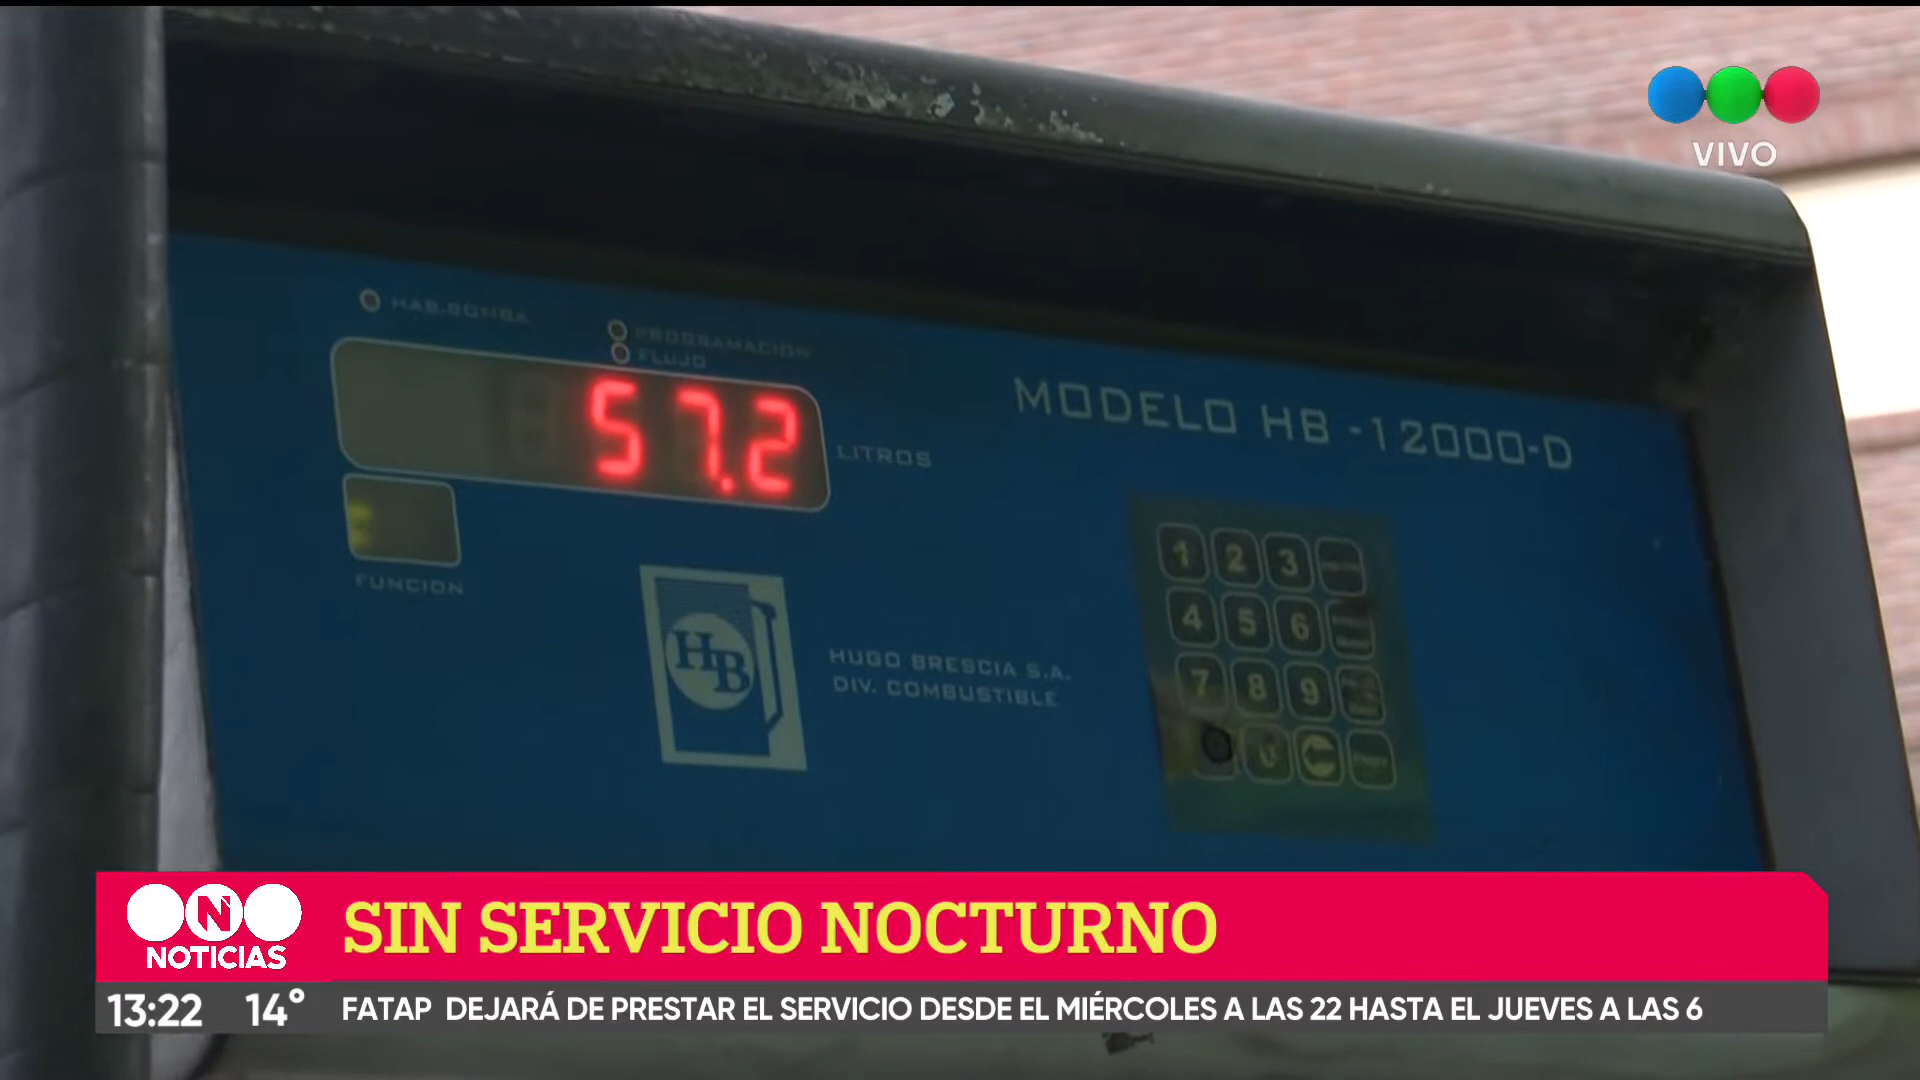 VIVO
HAB.BOMBA
PROGRAMACION
FLUJO
57.2
LITROS
MODELO HB -12000-D
FUNCION
1 2 3
4 5 6
7 8 9
HB
HUGO BRESCIA S.A.
DIV. COMBUSTIBLE
N
NOTICIAS
SIN SERVICIO NOCTURNO
13:22 14° FATAP DEJARÁ DE PRESTAR EL SERVICIO DESDE EL MIÉRCOLES A LAS 22 HASTA EL JUEVES A LAS 6